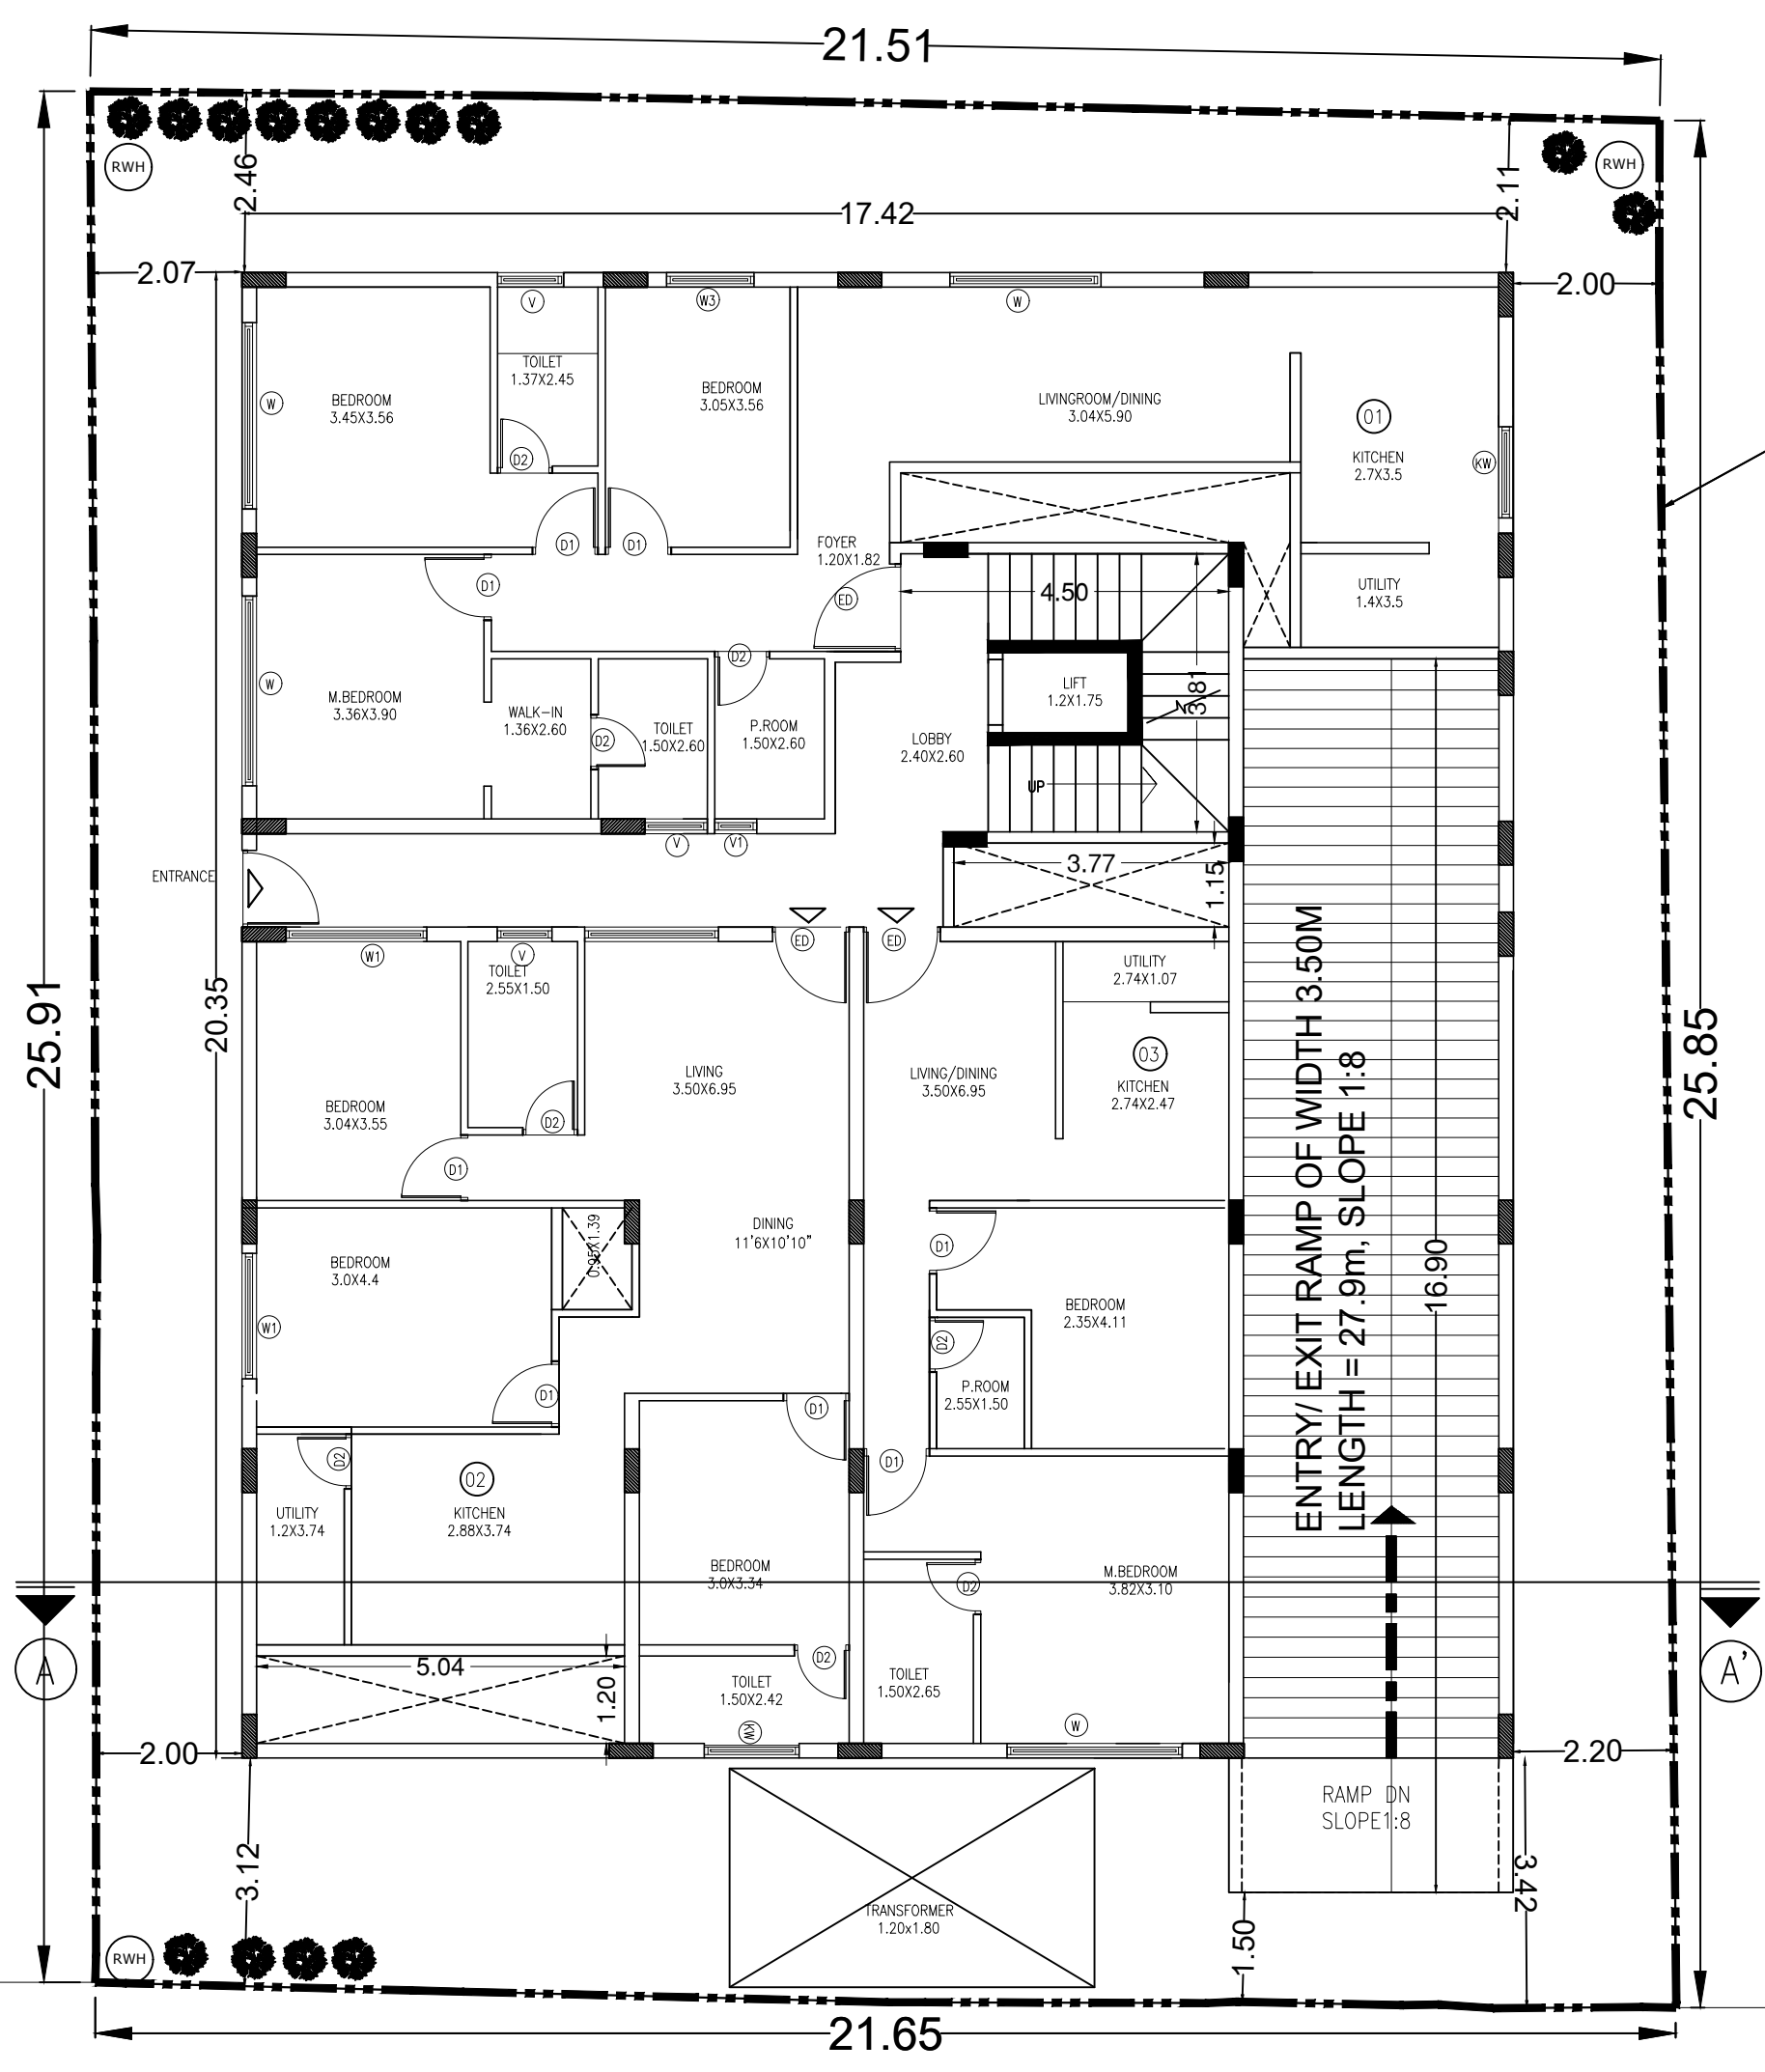 21.51
RWH
RWH
2.46
2.11
17.42
2.07
2.00
V
W3
W
TOILET
1.37X2.45
BEDROOM
3.45X3.56
W
BEDROOM
3.05X3.56
LIVINGROOM/DINING
3.04X5.90
01
KITCHEN
2.7X3.5
KW
D2
D1
D1
FOYER
1.20X1.82
D1
ED
4.50
UTILITY
1.4X3.5
W
M.BEDROOM
3.36X3.90
WALK-IN
1.36X2.60
D2
TOILET
1.50X2.60
D2
P.ROOM
1.50X2.60
LIFT
1.2X1.75
3.81
LOBBY
2.40X2.60
UP
V
V1
ENTRANCE
3.77
1.15
W1
V
ED
ED
TOILET
2.55X1.50
UTILITY
2.74X1.07
25.91
20.35
25.85
LIVING
3.50X6.95
LIVING/DINING
3.50X6.95
03
KITCHEN
2.74X2.47
BEDROOM
3.04X3.55
D2
D1
ENTRY/ EXIT RAMP OF WIDTH 3.50M
LENGTH = 27.9m, SLOPE 1:8
16.90
0.95X1.39
DINING
11'6X10'10"
D1
BEDROOM
3.0X4.4
W1
BEDROOM
2.35X4.11
D2
D1
D1
P.ROOM
2.55X1.50
D2
02
D1
UTILITY
1.2X3.74
KITCHEN
2.88X3.74
BEDROOM
3.0X3.34
D2
M.BEDROOM
3.82X3.10
A
A'
5.04
1.20
D2
TOILET
1.50X2.42
TOILET
1.50X2.65
KW
W
2.00
2.20
RAMP DN
SLOPE1:8
3.12
3.42
TRANSFORMER
1.20x1.80
1.50
RWH
21.65